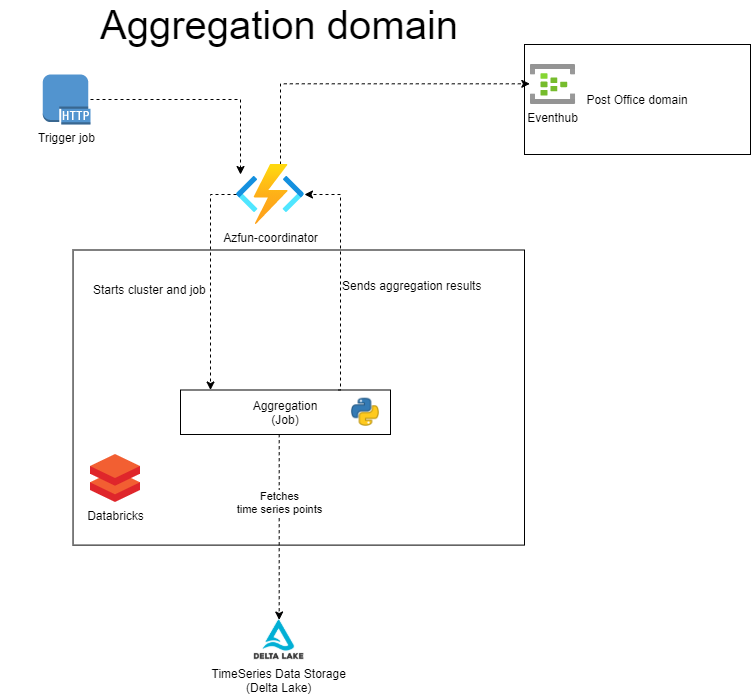 Aggregation domain
HTTP
Trigger job
Eventhub
Post Office domain
Azfun-coordinator
Starts cluster and job
Sends aggregation results
Aggregation
(Job)
Databricks
Fetches
time series points
DELTA LAKE
TimeSeries Data Storage
(Delta Lake)